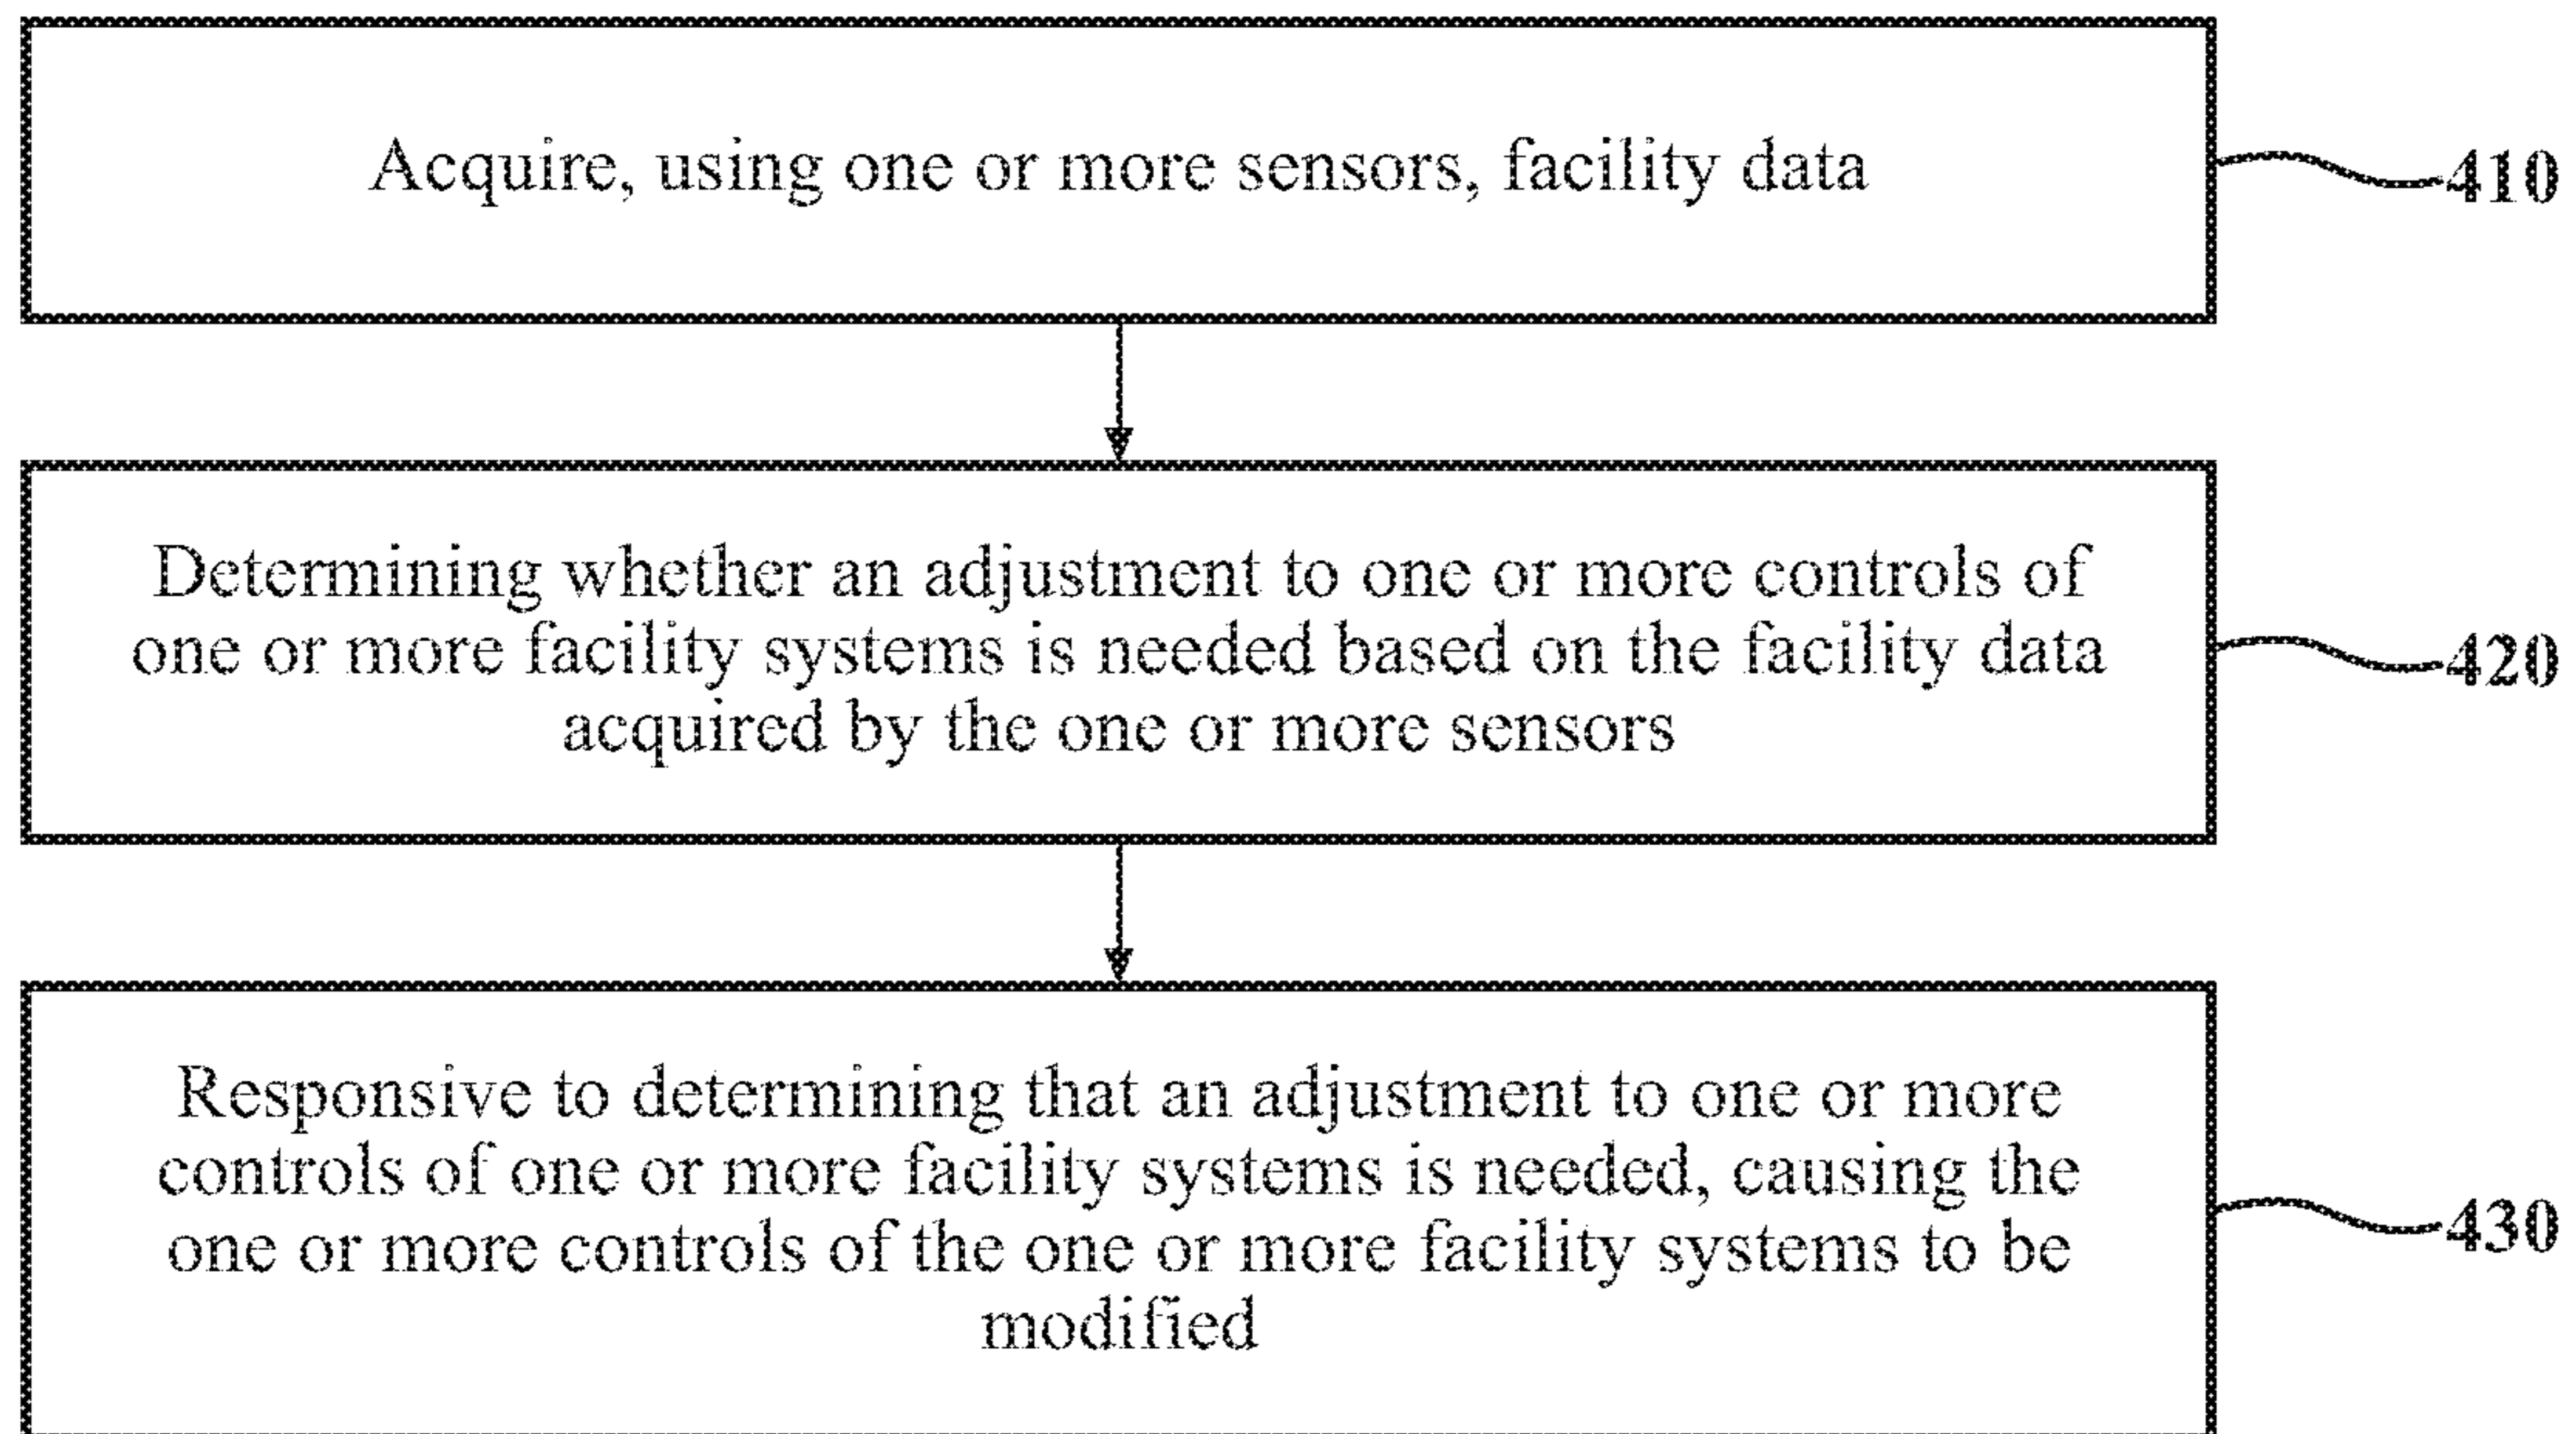 Acquire, using one or more sensors, facility data
410
Determining whether an adjustment to one or more controls of
one or more facility systems is needed based on the facility data
acquired by the one or more sensors
420
Responsive to determining that an adjustment to one or more
controls of one or more facility systems is needed, causing the
one or more controls of the one or more facility systems to be
modified
430